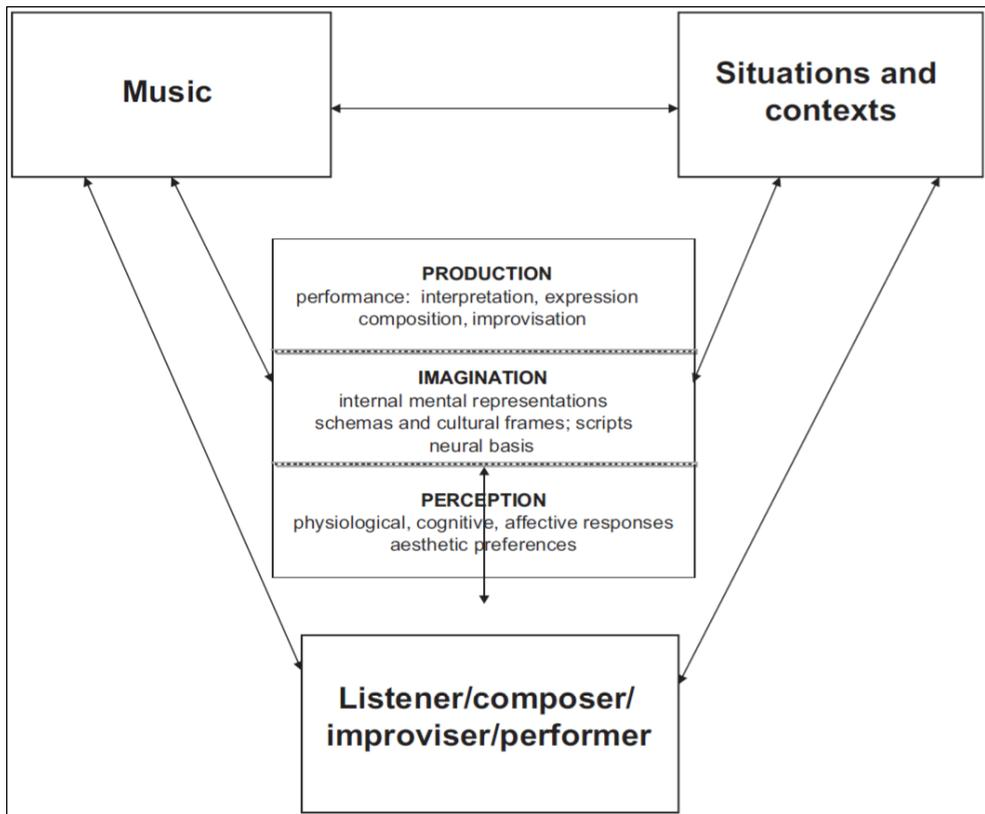 Music
Situations and
contexts
PRODUCTION
performance: interpretation, expression
composition, improvisation
IMAGINATION
internal mental representations
schemas and cultural frames; scripts
neural basis
PERCEPTION
physiological, cognitive, affective responses
aesthetic preferences
Listener/composer/
improviser/performer